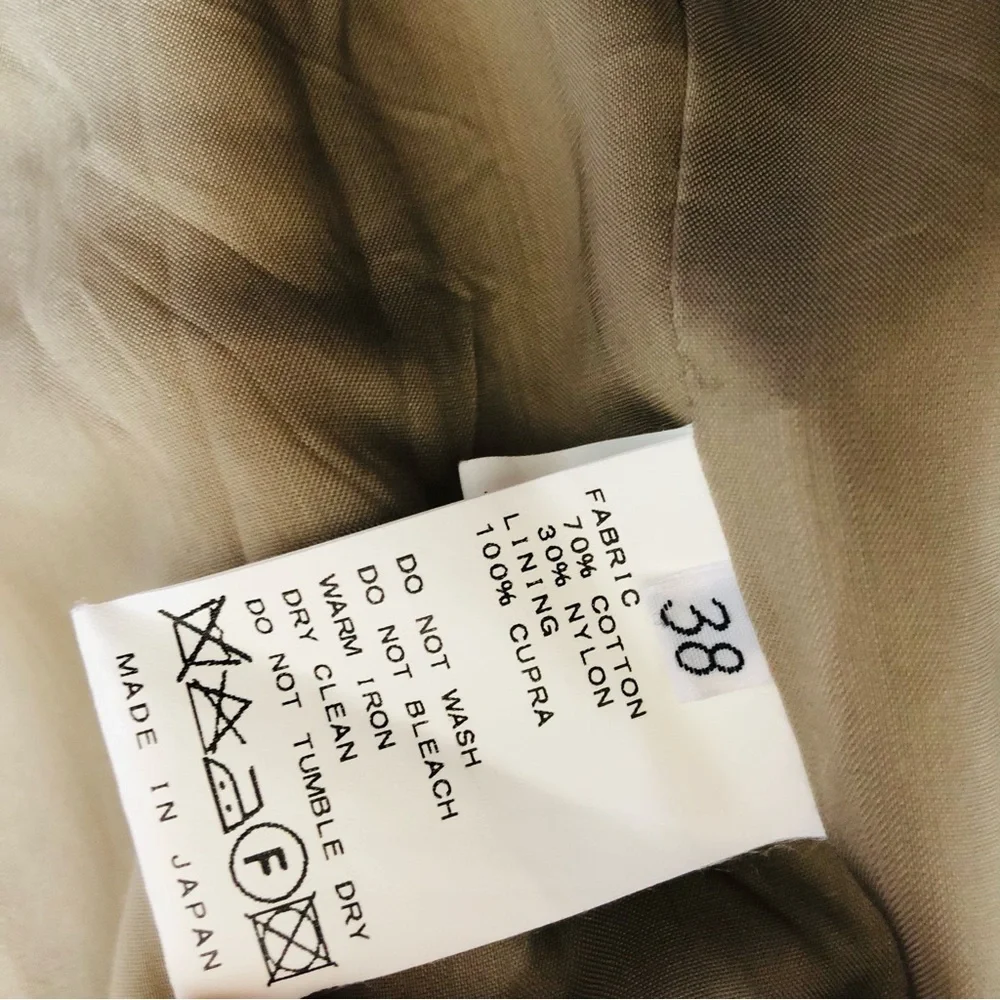 38
FABRIC
70% COTTON
30% NYLON
LINING
100% CUPRA
DO NOT WASH
DO NOT BLEACH
WARM IRON
DRY CLEAN
DO NOT TUMBLE DRY
F
MADE IN JAPAN